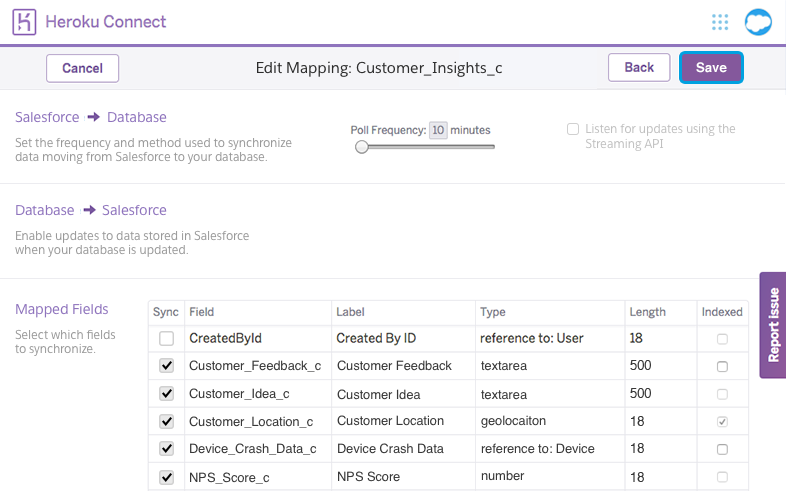 Heroku Connect
Cancel
Edit Mapping: Customer_Insights_c
Back
Save
Salesforce → Database
Set the frequency and method used to synchronize
data moving from Salesforce to your database.
Poll Frequency: 10 minutes
Listen for updates using the
Streaming API
Database → Salesforce
Enable updates to data stored in Salesforce
when your database is updated.
Report Issue
Mapped Fields
Select which fields
to synchronize.
Sync Field Label Type Length Indexed
CreatedById Created By ID reference to: User 18
Customer_Feedback_c Customer Feedback textarea 500
Customer_Idea_c Customer Idea textarea 500
Customer_Location_c Customer Location geolocaiton 18
Device_Crash_Data_c Device Crash Data reference to: Device 18
NPS_Score_c NPS Score number 18